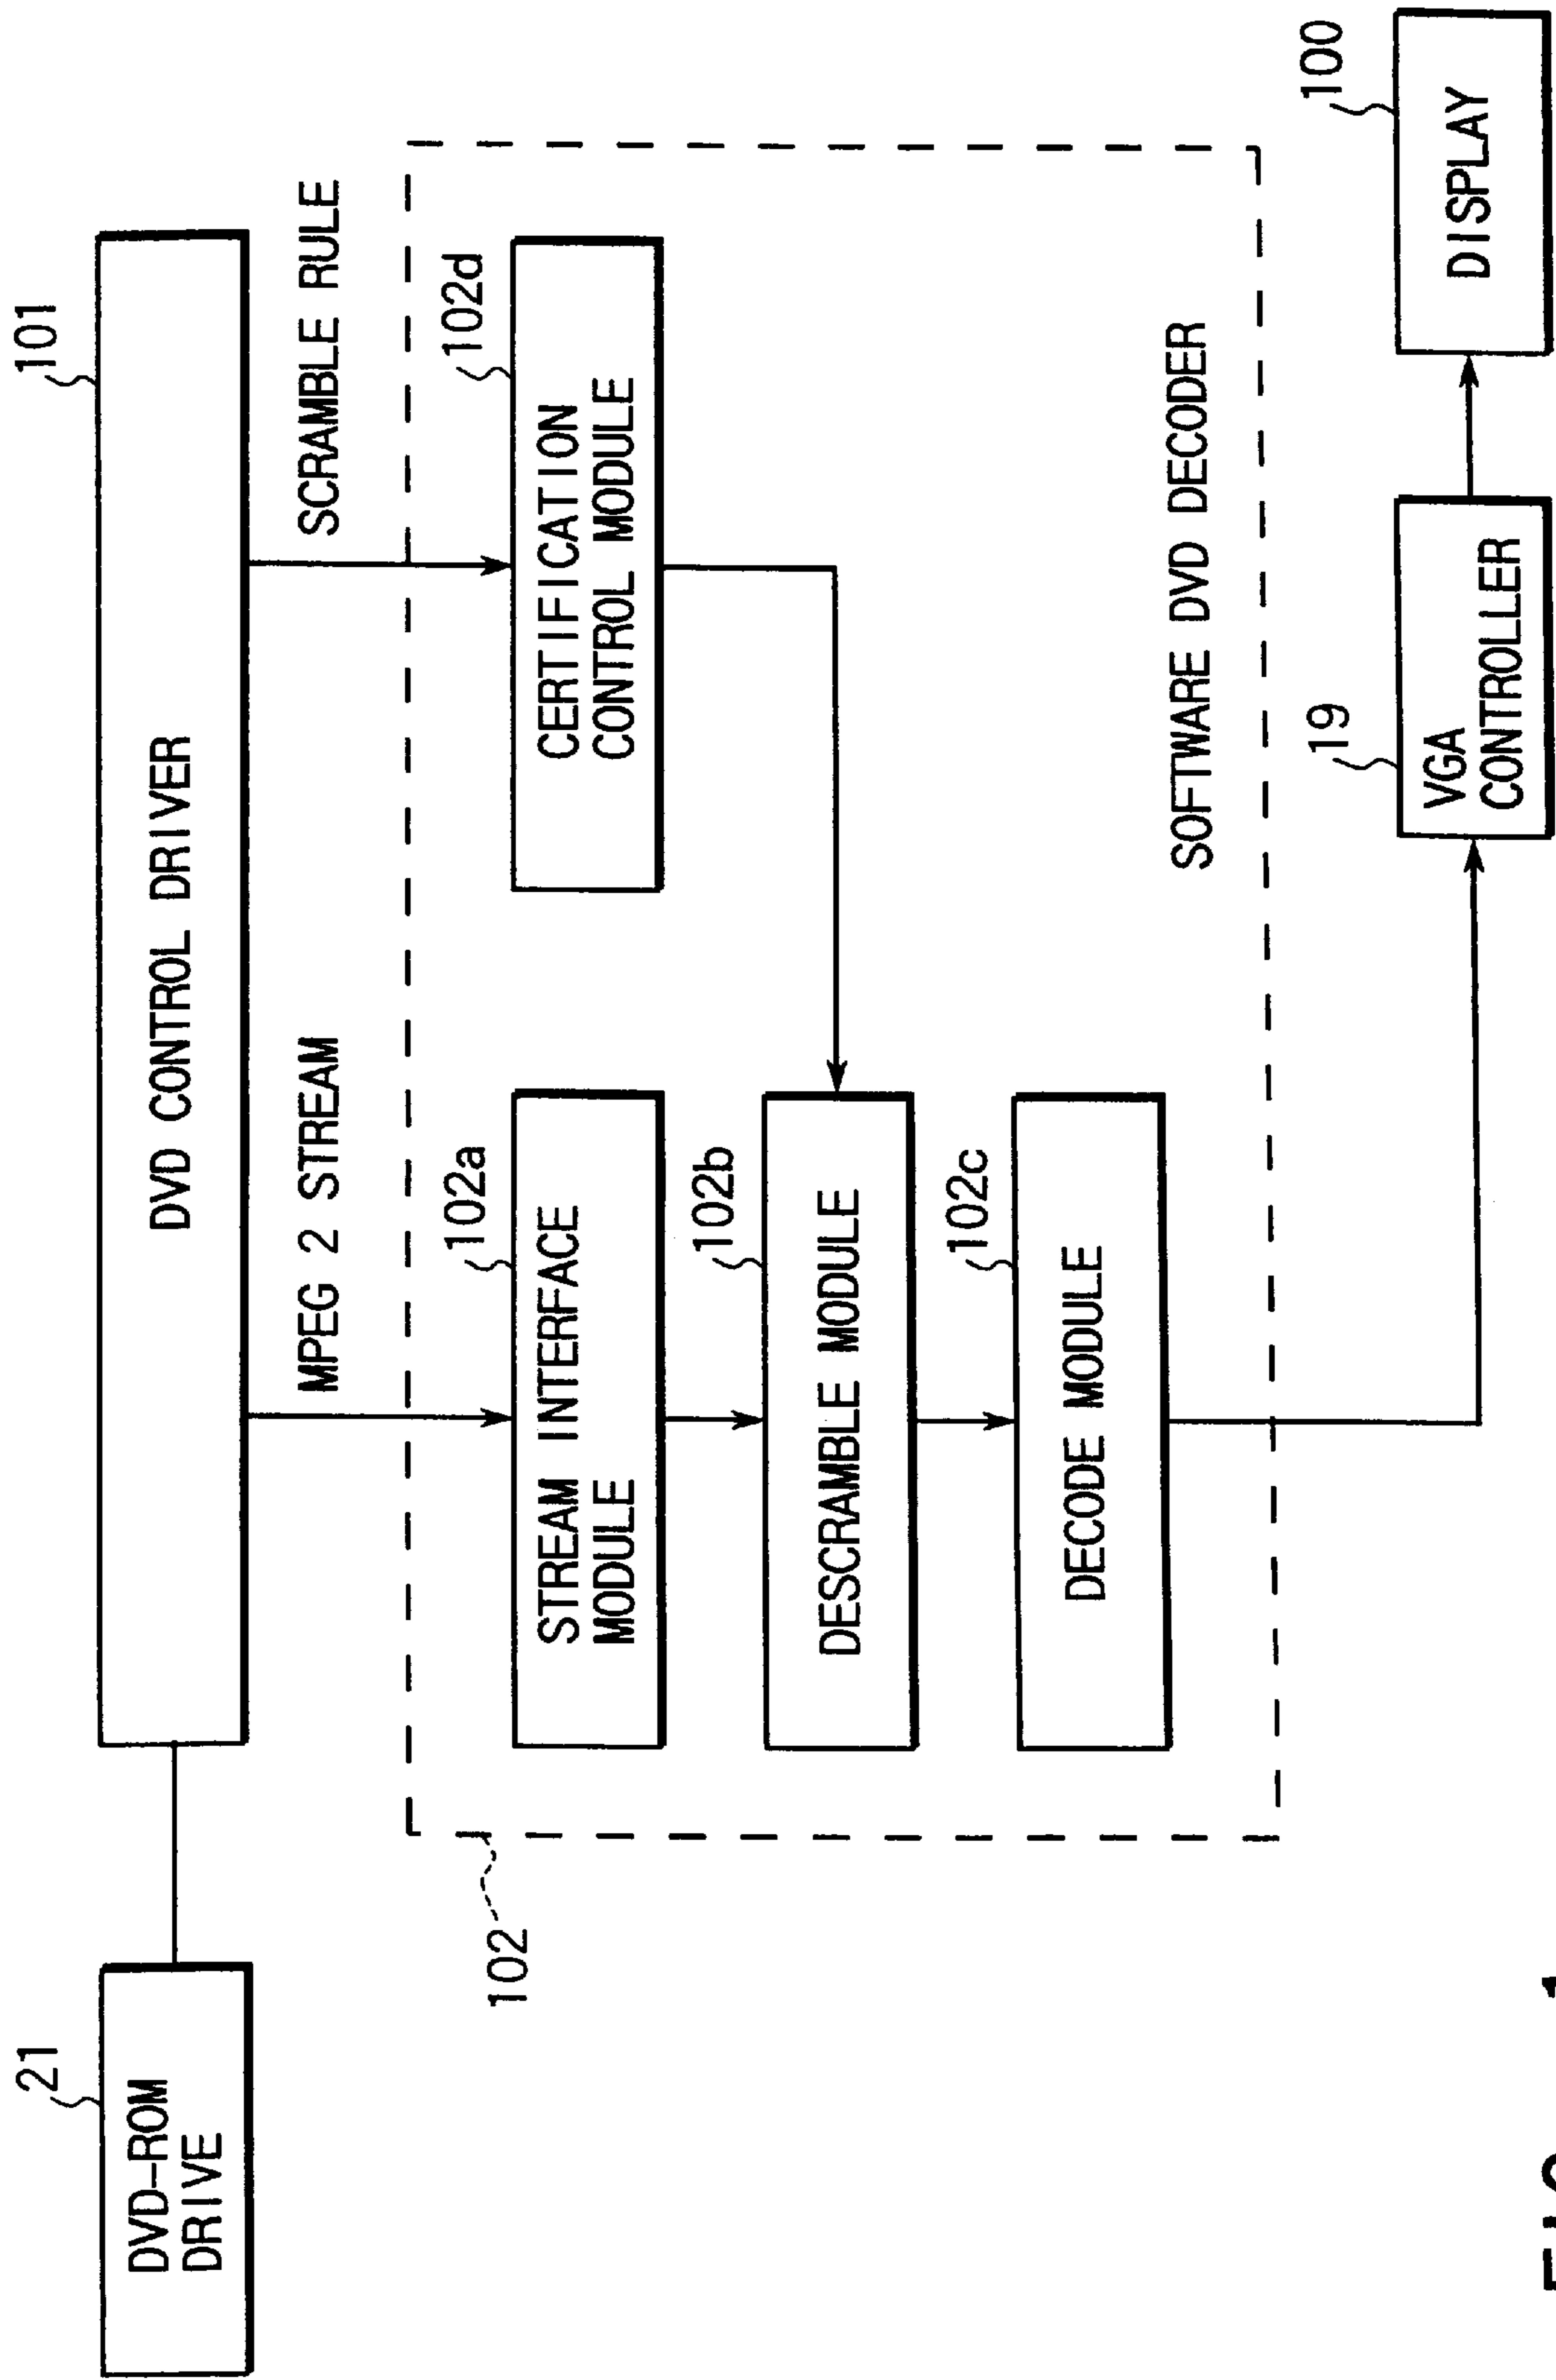 21
DVD-ROM
DRIVE
101
DVD CONTROL DRIVER
MPEG 2 STREAM
SCRAMBLE RULE
102
102a
STREAM INTERFACE
MODULE
102d
CERTIFICATION
CONTROL MODULE
102b
DESCRAMBLE MODULE
102c
DECODE MODULE
SOFTWARE DVD DECODER
19
VGA
CONTROLLER
100
DISPLAY